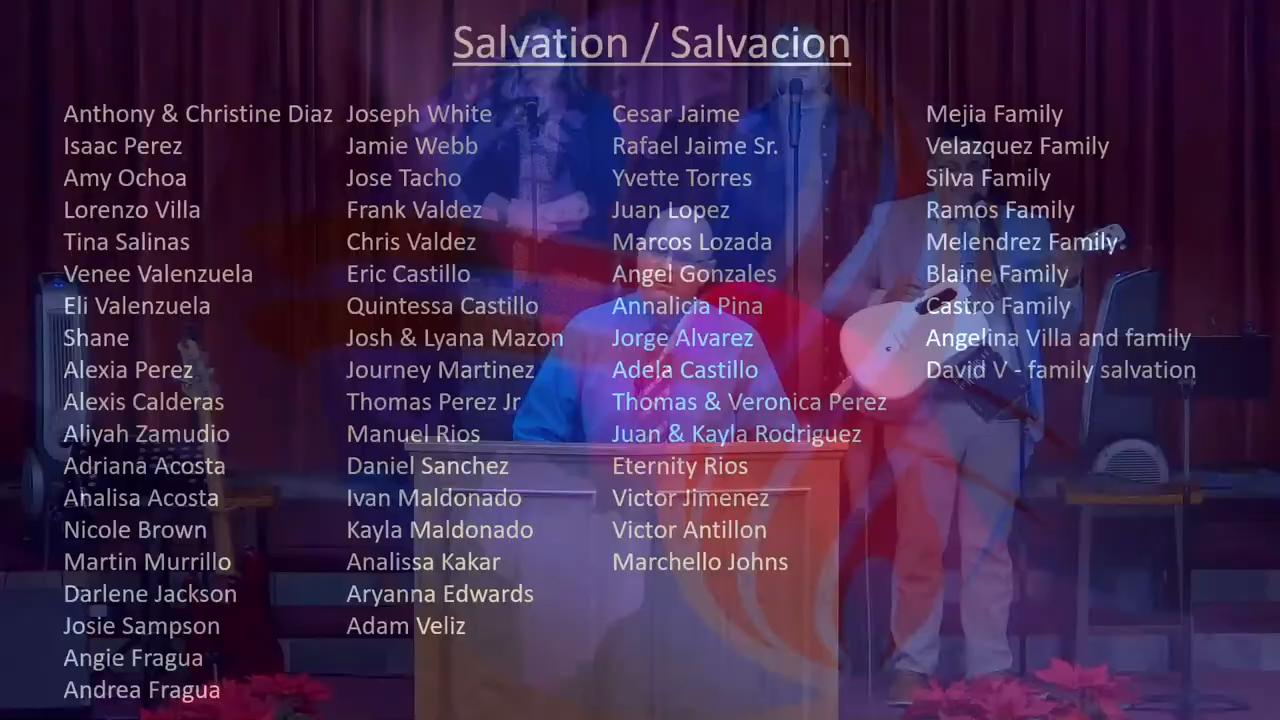 Salvation / Salvacion
Anthony & Christine Diaz
Isaac Perez
Amy Ochoa
Lorenzo Villa
Tina Salinas
Venee Valenzuela
Eli Valenzuela
Shane
Alexia Perez
Alexis Calderas
Aliyah Zamudio
Adriana Acosta
Analisa Acosta
Nicole Brown
Martin Murrillo
Darlene Jackson
Josie Sampson
Angie Fragua
Andrea Fragua
Joseph White
Jamie Webb
Jose Tacho
Frank Valdez
Chris Valdez
Eric Castillo
Quintessa Castillo
Josh & Lyana Mazon
Journey Martinez
Thomas Perez Jr
Manuel Rios
Daniel Sanchez
Ivan Maldonado
Kayla Maldonado
Analissa Kakar
Aryanna Edwards
Adam Veliz
Cesar Jaime
Rafael Jaime Sr.
Yvette Torres
Juan Lopez
Marcos Lozada
Angel Gonzales
Annalicia Pina
Jorge Alvarez
Adela Castillo
Thomas & Veronica Perez
Juan & Kayla Rodriguez
Eternity Rios
Victor Jimenez
Victor Antillon
Marchello Johns
Mejia Family
Velazquez Family
Silva Family
Ramos Family
Melendrez Family
Blaine Family
Castro Family
Angelina Villa and family
David V - family salvation